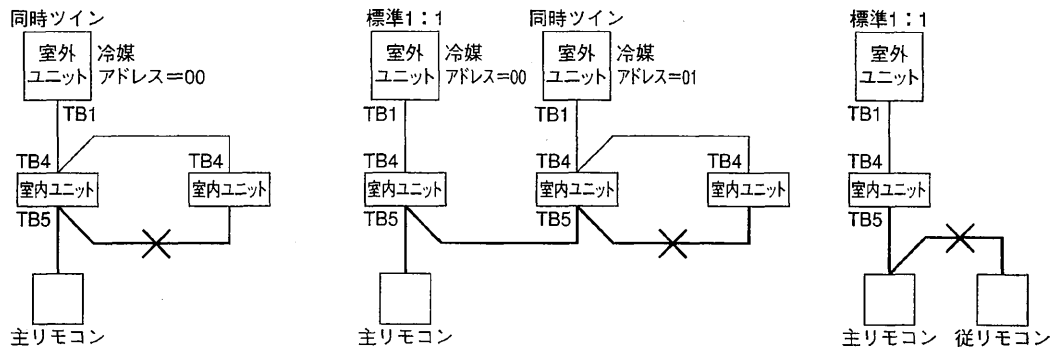 同時ツイン
室外
ユニット
冷媒
アドレス=00
TB1
TB4
TB4
室内ユニット
室内ユニット
TB5
主リモコン
標準1:1
同時ツイン
室外
ユニット
冷媒
アドレス=00
室外
ユニット
冷媒
アドレス=01
TB1
TB1
TB4
TB4
TB4
室内ユニット
室内ユニット
室内ユニット
TB5
TB5
主リモコン
標準1:1
室外
ユニット
TB1
TB4
室内ユニット
TB5
主リモコン
従リモコン